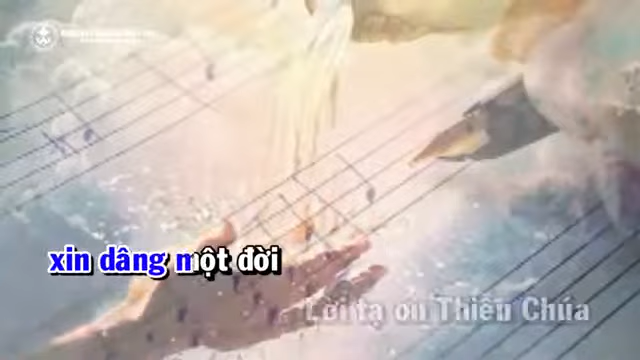 xin dâng một đời
Lời tạ ơn Thiên Chúa